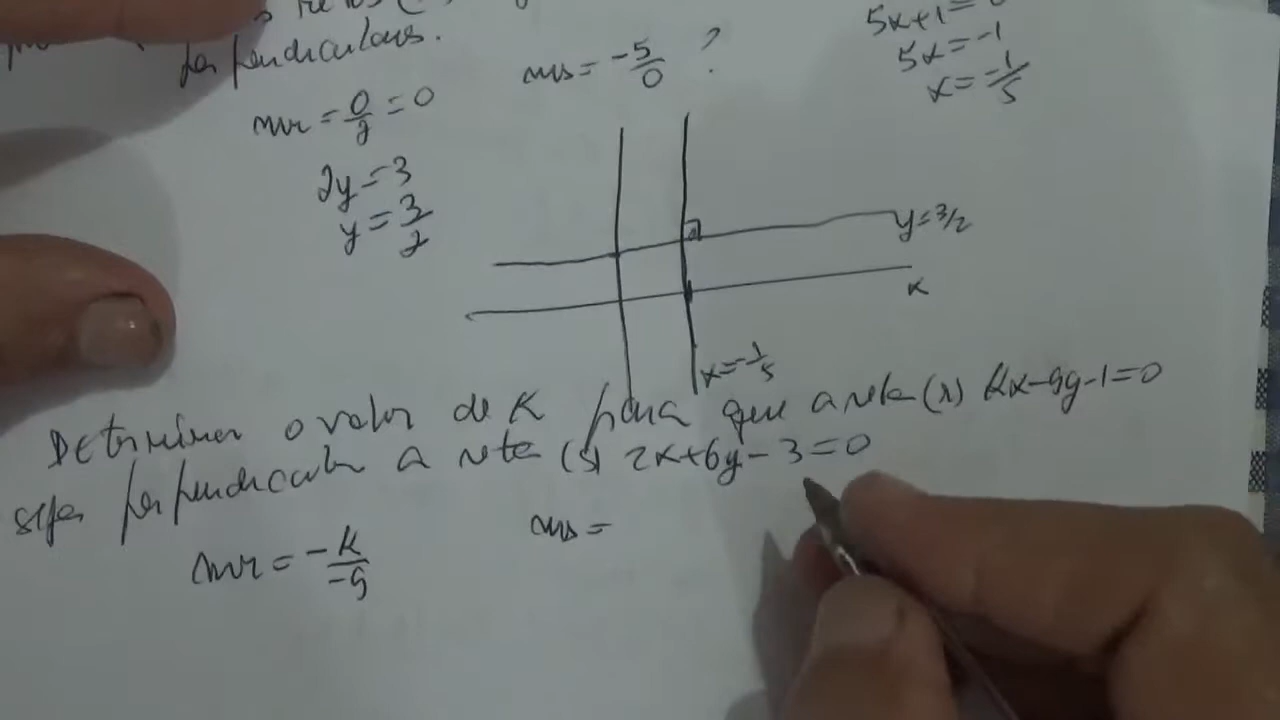 perpendiculares.
mr = 0/2 = 0
2y = 3
y = 3/2
ms = -5/0 ?
5x+1=0
5x=-1
x=-1/5
y=3/2
x
x=-1/5
Determinar o valor de K para que a reta (r) Kx-9y-1=0
seja perpendicular a reta (s) 2x+6y-3=0
mr = -k/-9
ms =